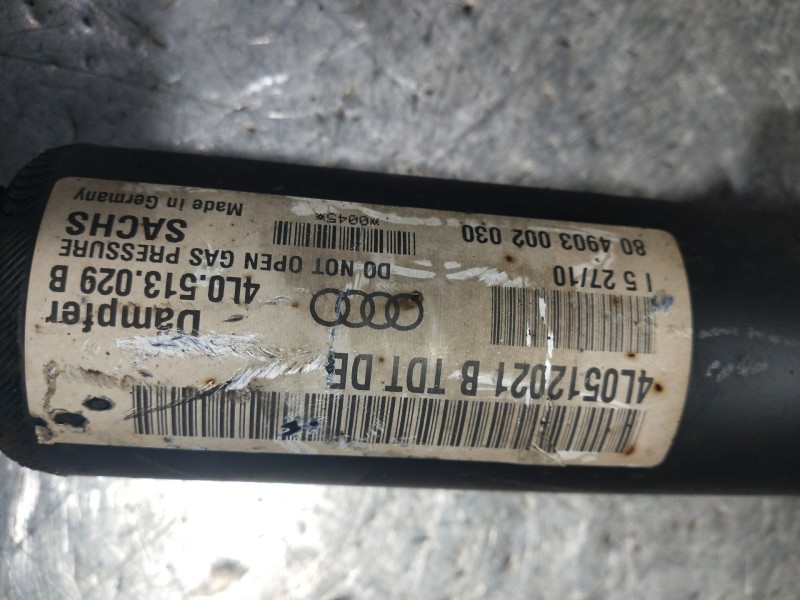 4L0512021 B TDT DE
I 5 27/10
Dämpfer
4L0.513.029 B
DO NOT OPEN GAS PRESSURE
*0045*
SACHS
80 4903 002 030
Made in Germany